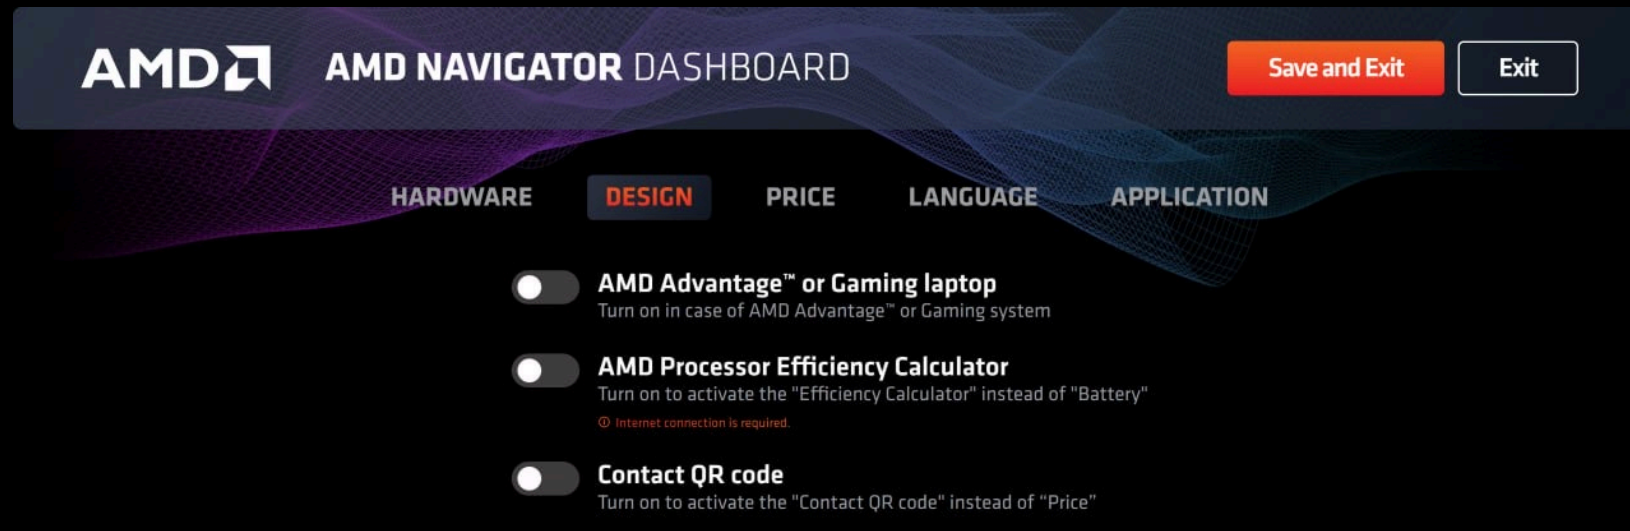 AMD
AMD NAVIGATOR DASHBOARD
Save and Exit
Exit
HARDWARE
DESIGN
PRICE
LANGUAGE
APPLICATION
AMD Advantage™ or Gaming laptop
Turn on in case of AMD Advantage™ or Gaming system
AMD Processor Efficiency Calculator
Turn on to activate the "Efficiency Calculator" instead of "Battery"
Internet connection is required.
Contact QR code
Turn on to activate the "Contact QR code" instead of “Price”